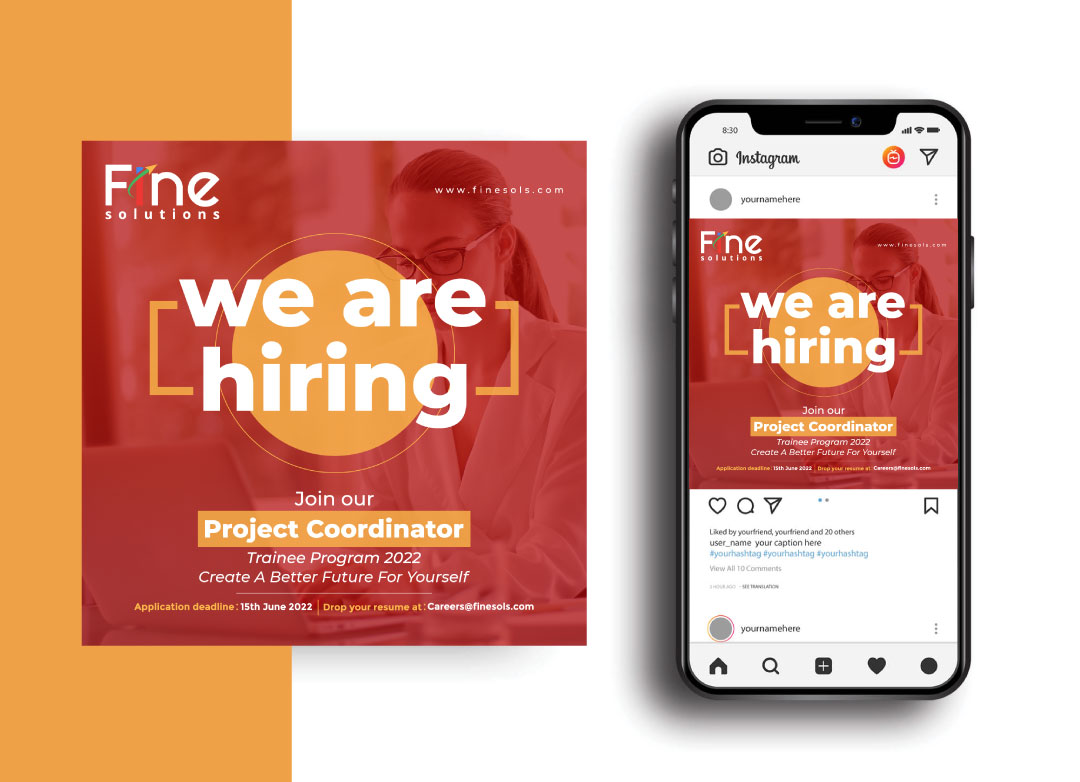 Fine
solutions
www.finesols.com
we are
hiring
Join our
Project Coordinator
Trainee Program 2022
Create A Better Future For Yourself
Application deadline: 15th June 2022 | Drop your resume at: Careers@finesols.com
8:30
Instagram
yournamehere
Fine
solutions
www.finesols.com
we are
hiring
Join our
Project Coordinator
Trainee Program 2022
Create A Better Future For Yourself
Application deadline: 15th June 2022 | Drop your resume at: Careers@finesols.com
Liked by yourfriend, yourfriend and 20 others
user_name your caption here
#yourhashtag #yourhashtag #yourhashtag
View All 10 Comments
HOUR AGO · SEE TRANSLATION
yournamehere